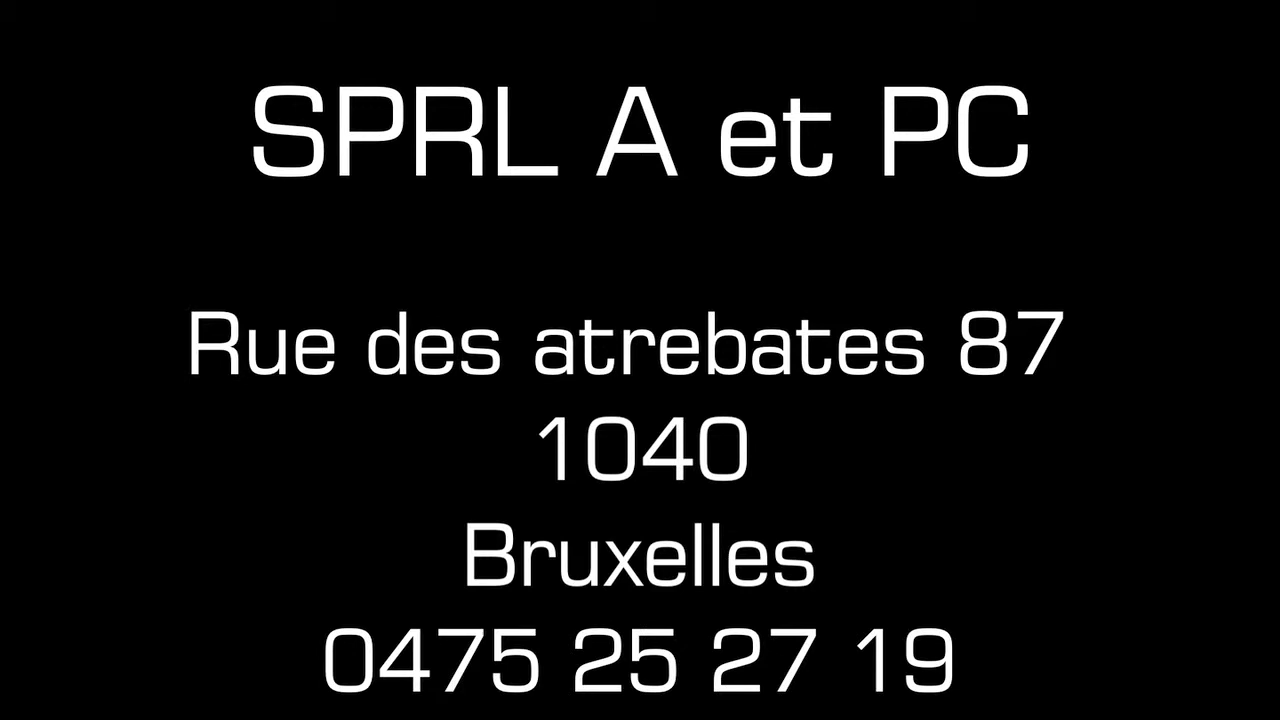 SPRL A et PC
Rue des atrebates 87
1040
Bruxelles
0475 25 27 19